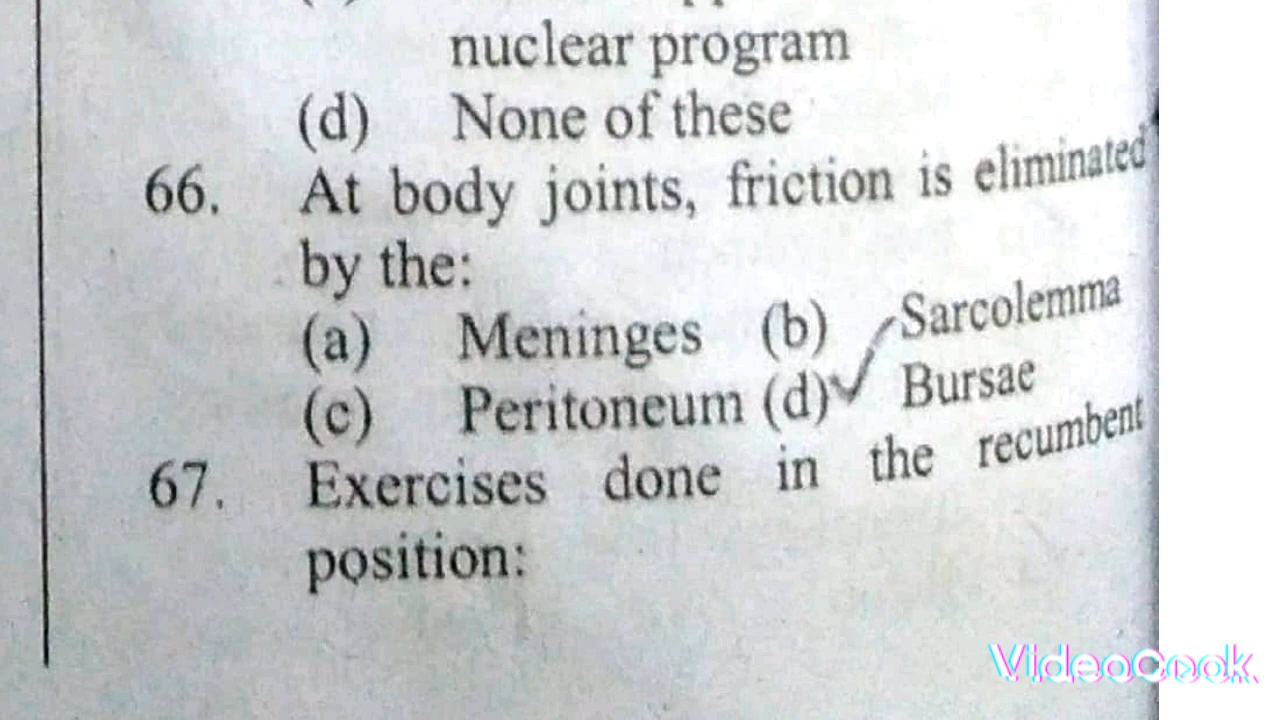 nuclear program
(d) None of these
66. At body joints, friction is eliminated
by the:
(a) Meninges (b) Sarcolemma
(c) Peritoneum (d) Bursae
67. Exercises done in the recumbent
position:
VideoCook